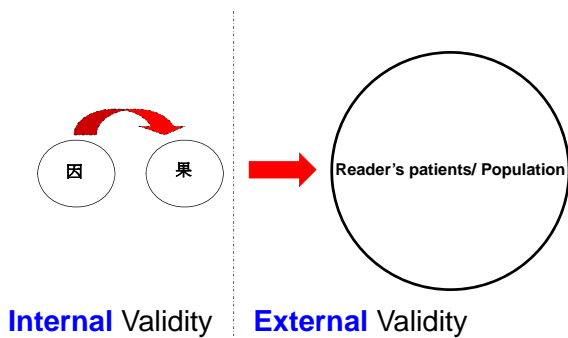 因
果
Reader's patients/ Population
Internal Validity
External Validity